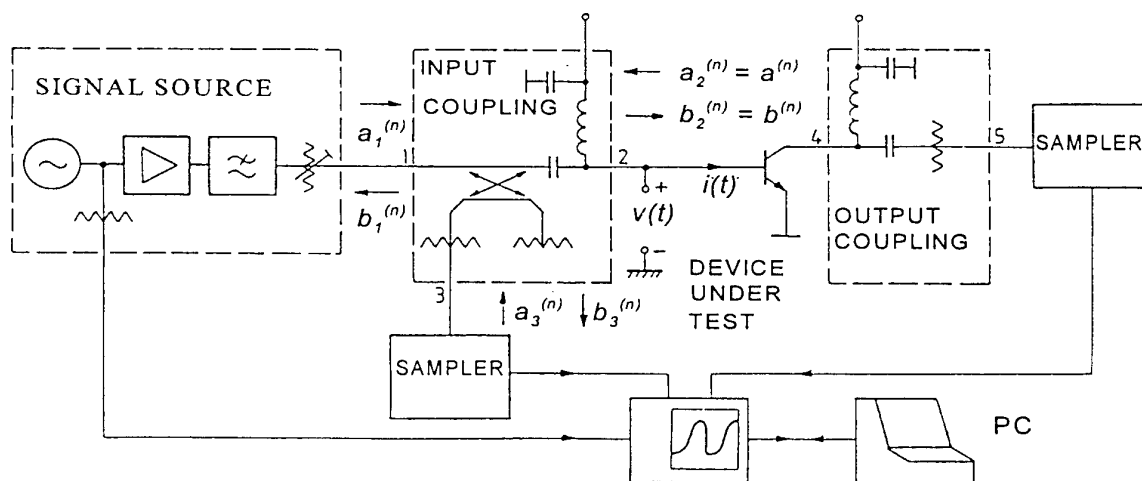 SIGNAL SOURCE
INPUT
COUPLING
a₁⁽ⁿ⁾
b₁⁽ⁿ⁾
1
2
3
a₂⁽ⁿ⁾ = a⁽ⁿ⁾
b₂⁽ⁿ⁾ = b⁽ⁿ⁾
i(t)
+
v(t)
−
4
5
OUTPUT
COUPLING
SAMPLER
DEVICE
UNDER
TEST
a₃⁽ⁿ⁾
b₃⁽ⁿ⁾
SAMPLER
PC